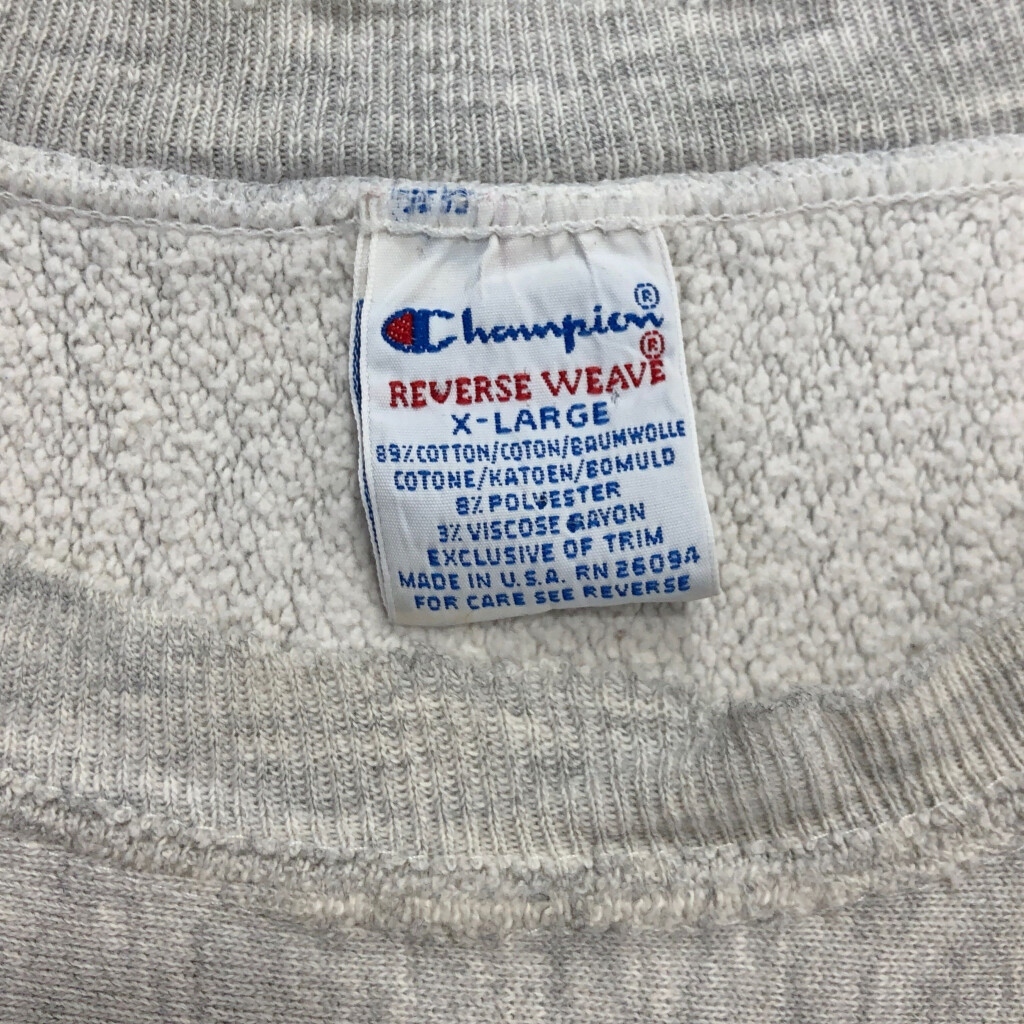 Champion®
REVERSE WEAVE®
X-LARGE
89% COTTON/COTON/BAUMWOLLE
COTONE/KATOEN/BOMULD
8% POLYESTER
3% VISCOSE RAYON
EXCLUSIVE OF TRIM
MADE IN U.S.A. RN 26094
FOR CARE SEE REVERSE